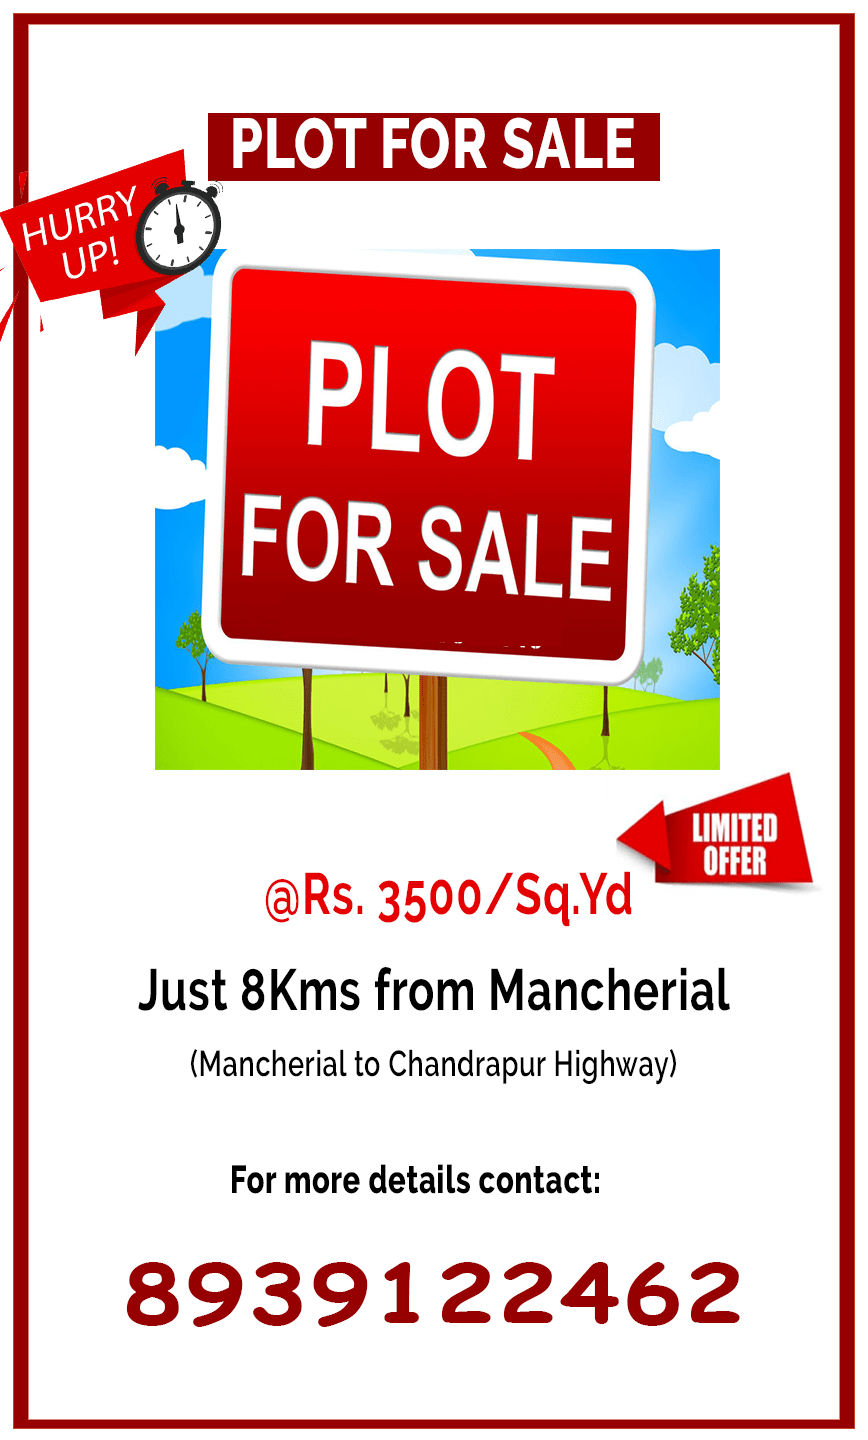 PLOT FOR SALE
HURRY
UP!
PLOT
FOR SALE
LIMITED
OFFER
@Rs. 3500/Sq.Yd
Just 8Kms from Mancherial
(Mancherial to Chandrapur Highway)
For more details contact:
8939122462